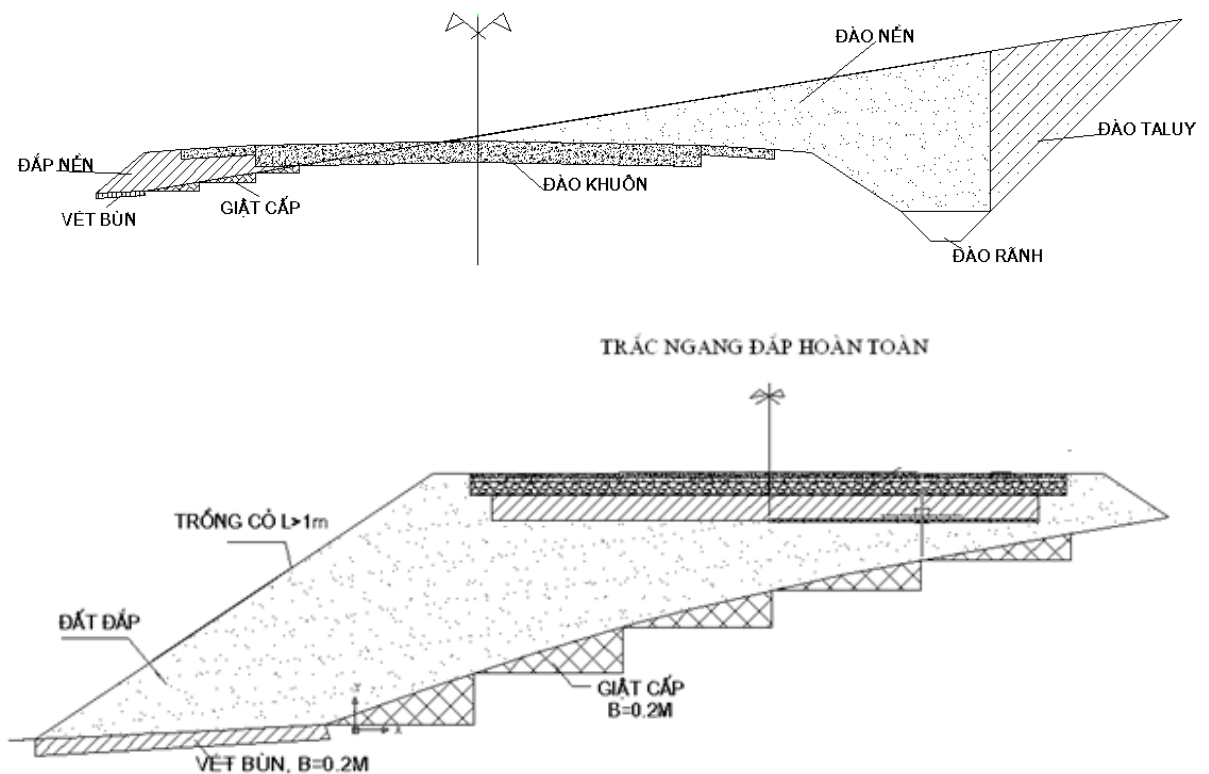 ĐÀO NỀN
ĐÀO TALUY
ĐẮP NỀN
ĐÀO KHUÔN
GIẬT CẤP
VÉT BÙN
ĐÀO RÃNH
TRẮC NGANG ĐẮP HOÀN TOÀN
TRỒNG CỎ L>1m
ĐẤT ĐẮP
GIẬT CẤP
B=0.2M
Y
X
VÉT BÙN, B=0.2M